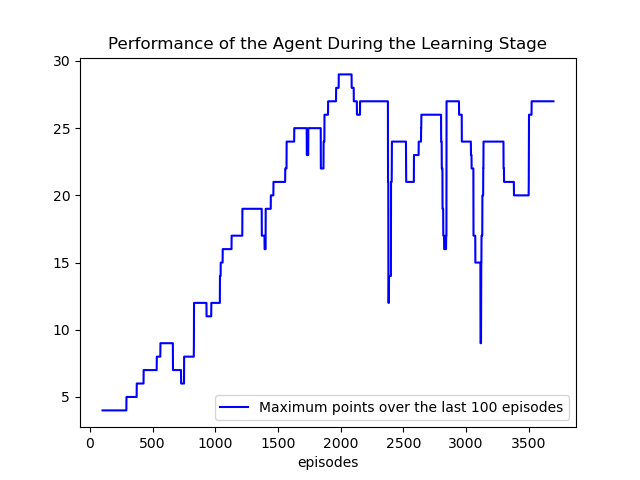 Performance of the Agent During the Learning Stage
30
25
20
15
10
5
Maximum points over the last 100 episodes
0 500 1000 1500 2000 2500 3000 3500
episodes